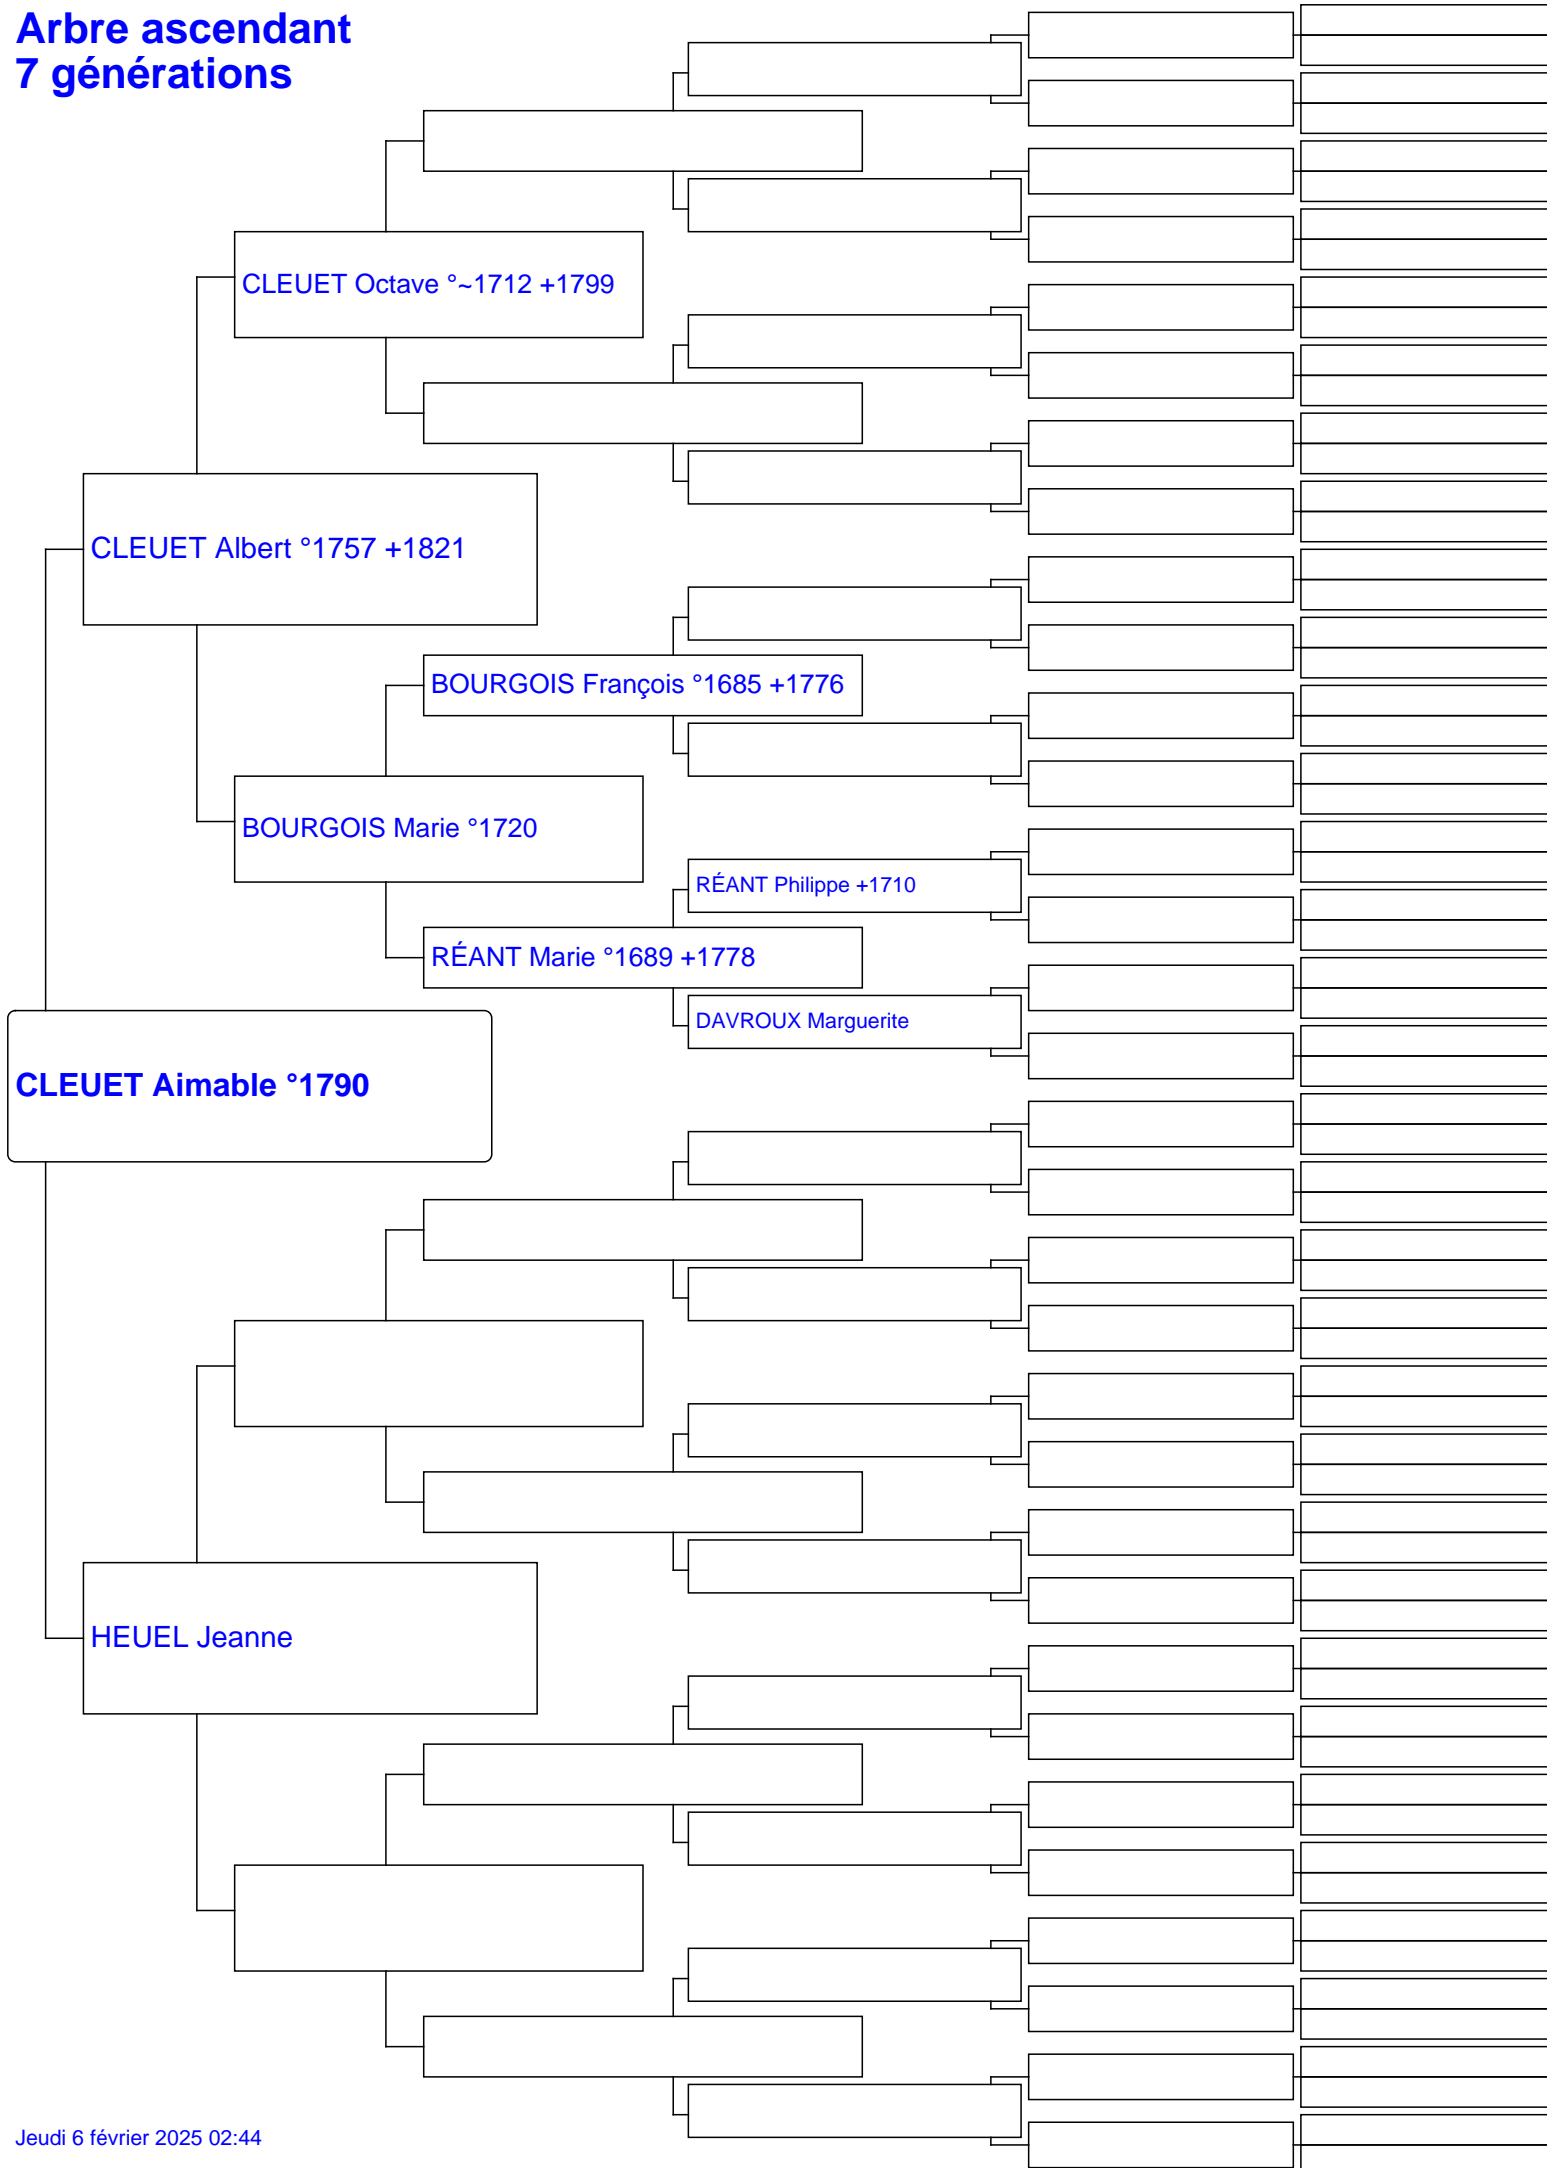 Arbre ascendant
7 générations
CLEUET Octave °~1712 +1799
CLEUET Albert °1757 +1821
BOURGOIS François °1685 +1776
BOURGOIS Marie °1720
RÉANT Philippe +1710
RÉANT Marie °1689 +1778
DAVROUX Marguerite
CLEUET Aimable °1790
HEUEL Jeanne
Jeudi 6 février 2025 02:44